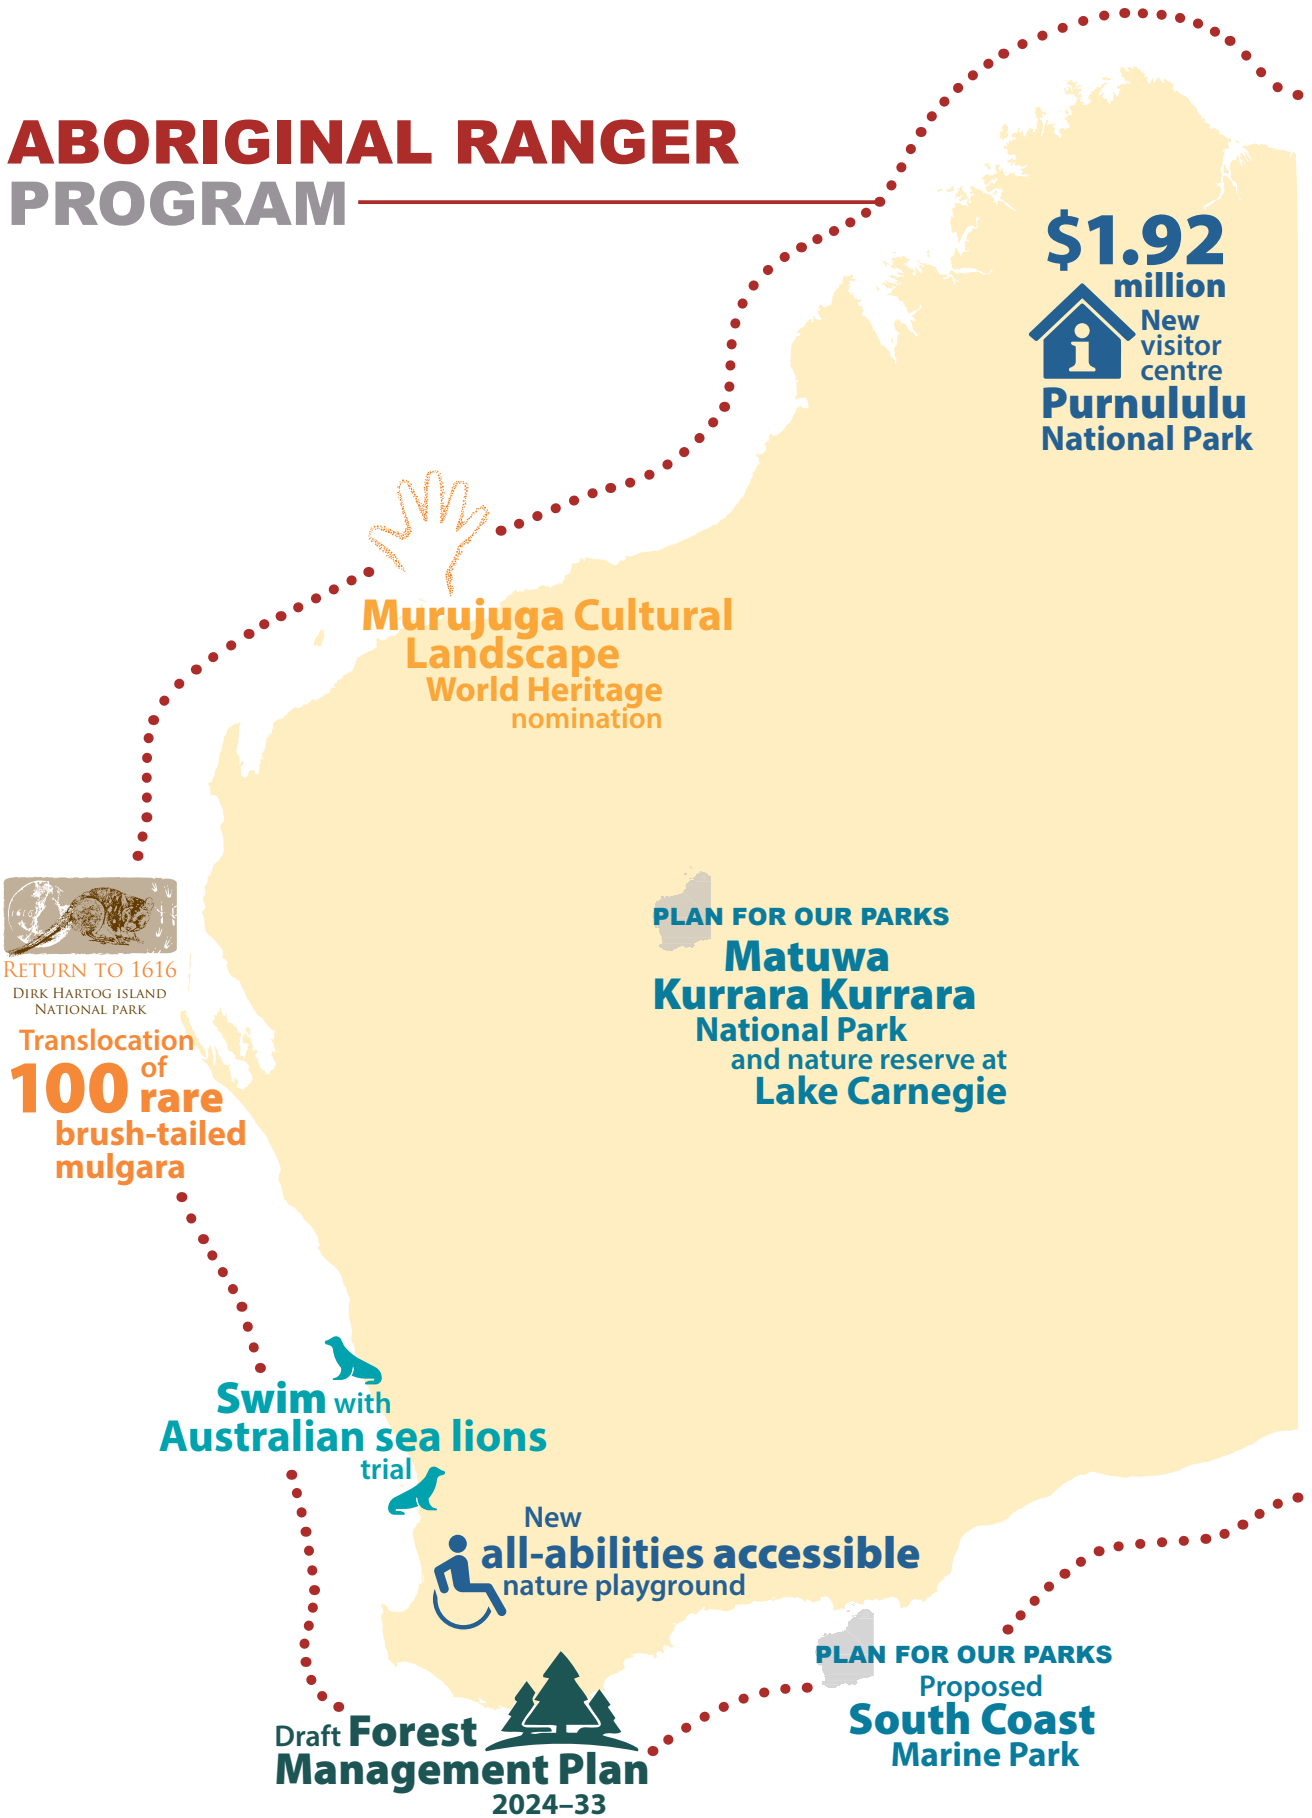 ABORIGINAL RANGER
PROGRAM
$1.92
million
New
visitor
centre
Purnululu
National Park
Murujuga Cultural
Landscape
World Heritage
nomination
1616
RETURN TO 1616
DIRK HARTOG ISLAND
NATIONAL PARK
Translocation
100 of
rare
brush-tailed
mulgara
PLAN FOR OUR PARKS
Matuwa
Kurrara Kurrara
National Park
and nature reserve at
Lake Carnegie
Swim with
Australian sea lions
trial
New
all-abilities accessible
nature playground
PLAN FOR OUR PARKS
Proposed
South Coast
Marine Park
Draft Forest
Management Plan
2024–33